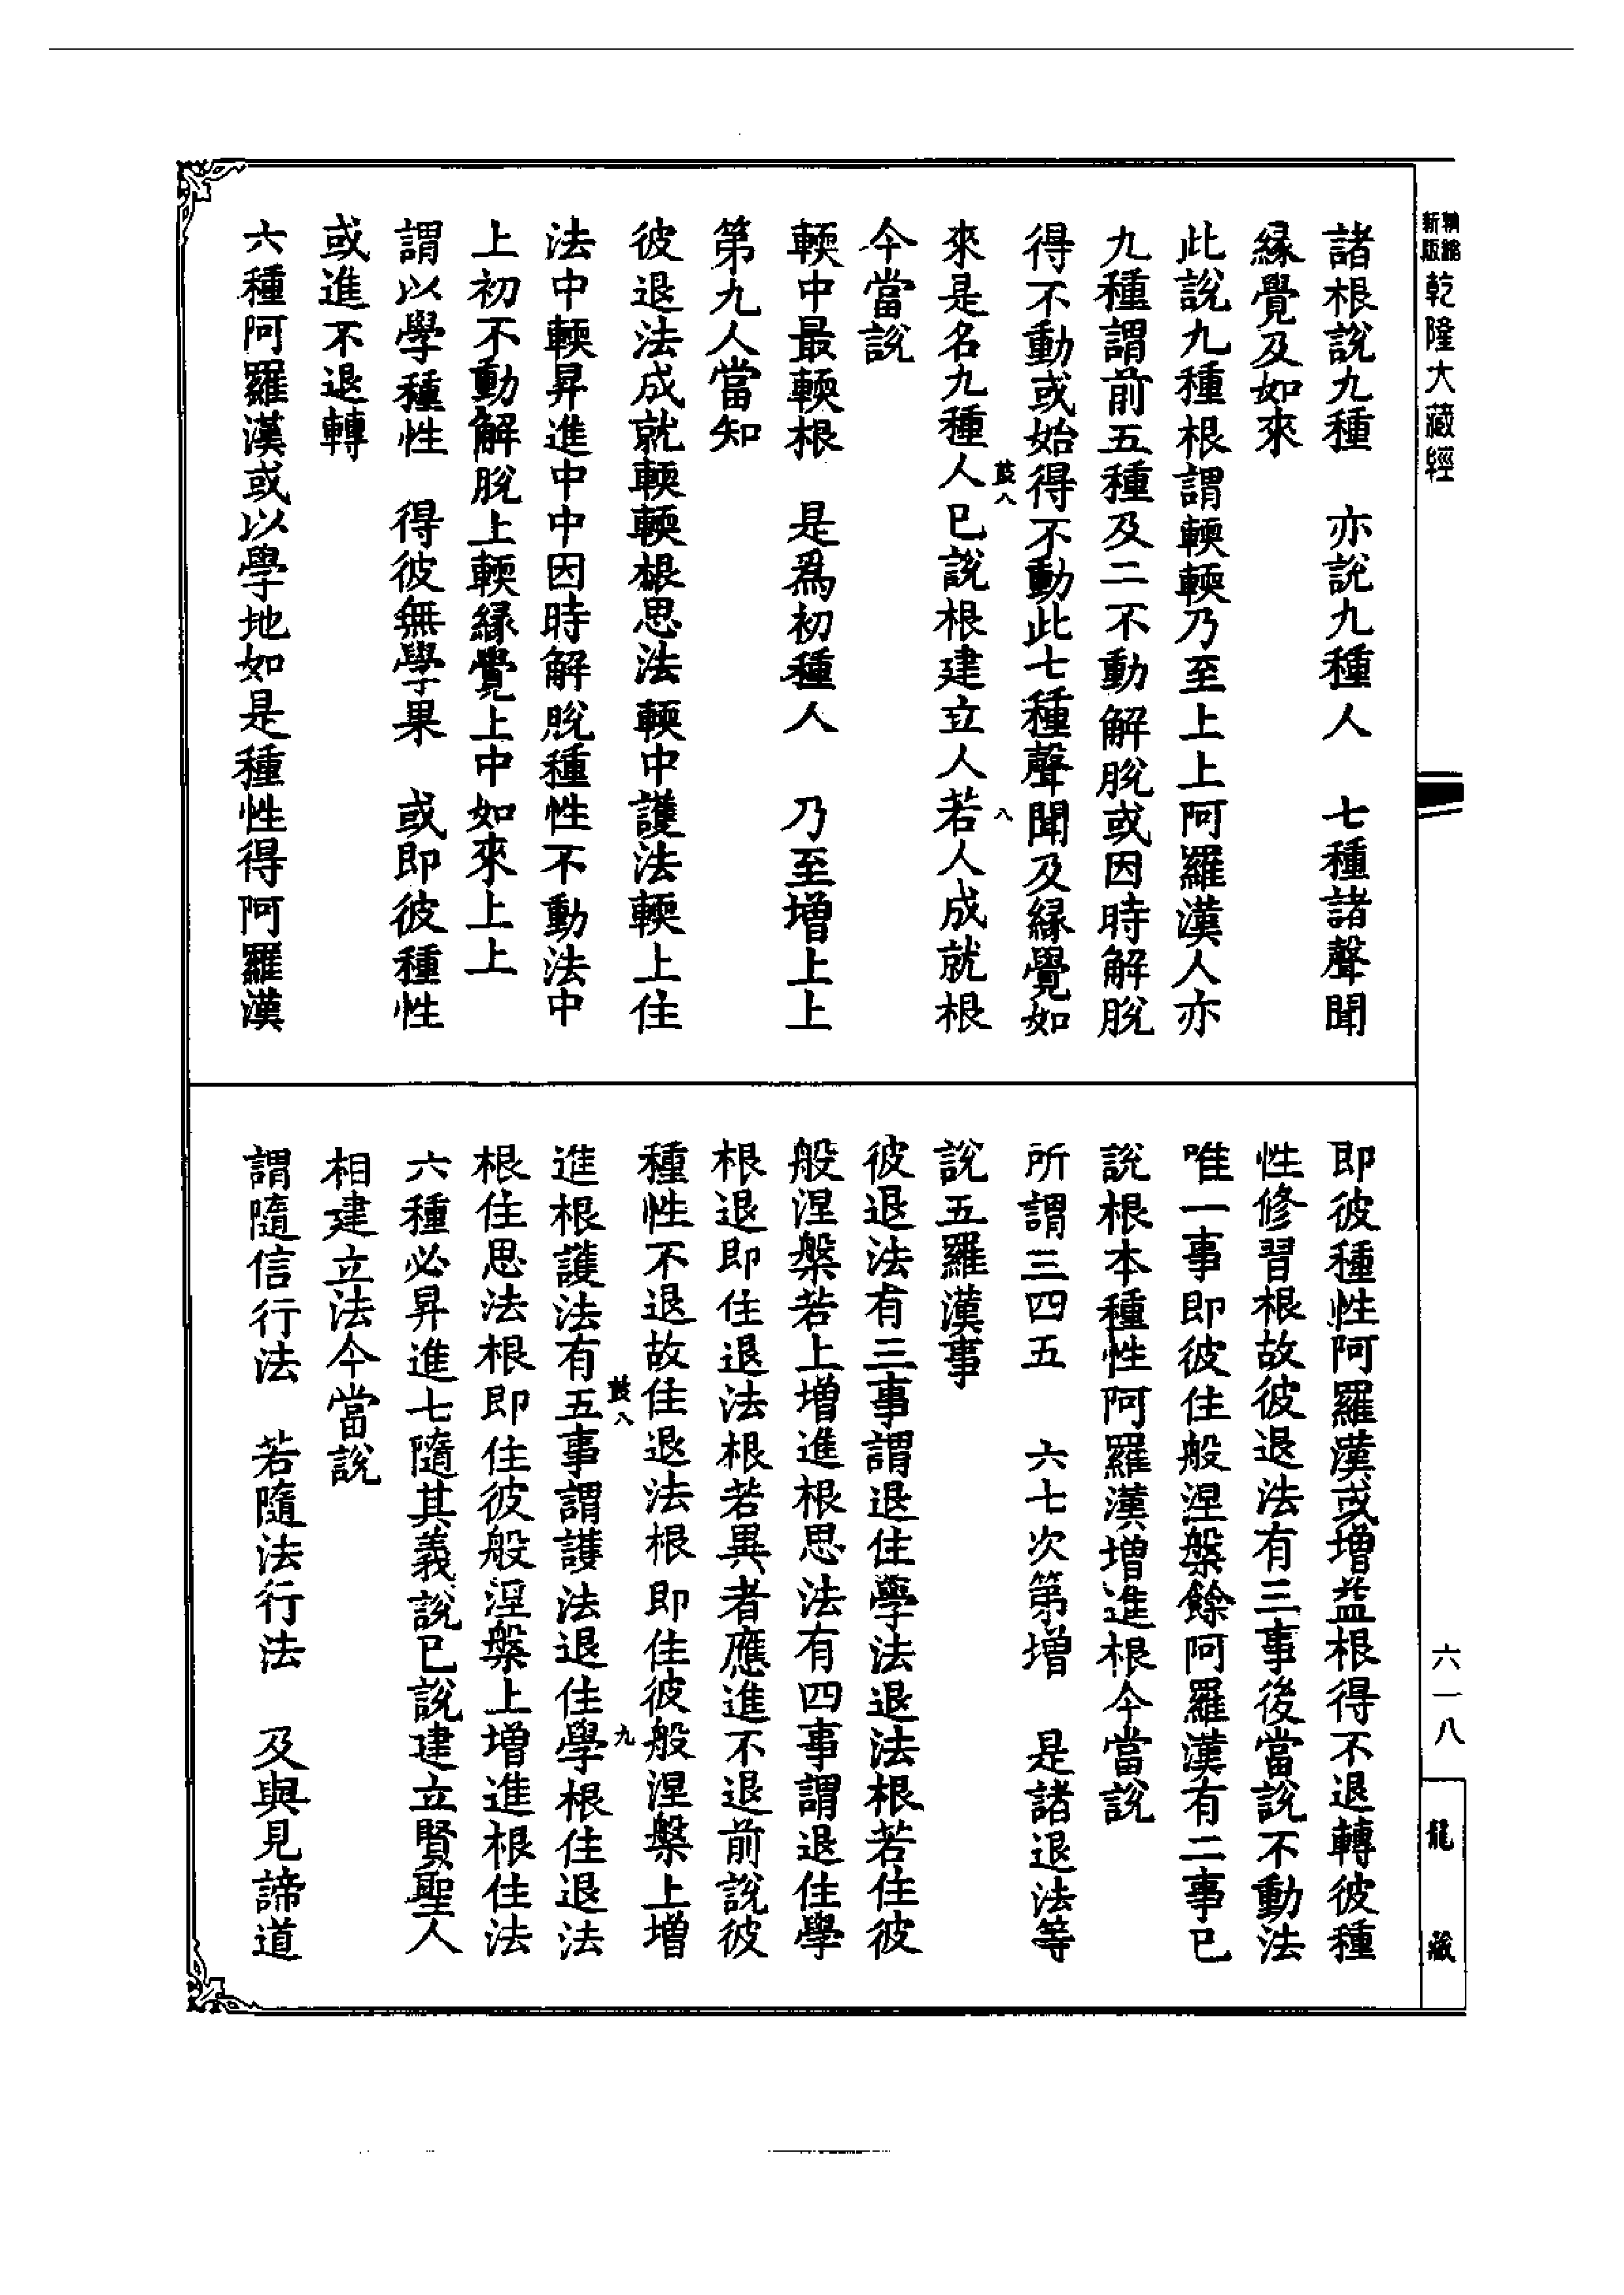 新版
乾隆大藏經
諸根說九種　亦說九種人　七種諸聲聞
緣覺及如來
此說九種根謂輭輭乃至上上阿羅漢人亦
九種謂前五種及二不動解脫或因時解脫
得不動或始得不動此七種聲聞及緣覺如
鼓八
八
來是名九種人已說根建立人若人成就根
今當說
輭中最輭根　是爲初種人　乃至增上上
第九人當知
彼退法成就輭輭根思法輭中護法輭上住
法中輭昇進中中因時解脫種性不動法中
上初不動解脫上輭緣覺上中如來上上
謂以學種性　得彼無學果　或即彼種性
或進不退轉
六種阿羅漢或以學地如是種性得阿羅漢
即彼種性阿羅漢或增益根得不退轉彼種
性修習根故彼退法有三事後當說不動法
唯一事即彼住般涅槃餘阿羅漢有二事已
說根本種性阿羅漢增進根今當說
所謂三四五　六七次第增　是諸退法等
說五羅漢事
彼退法有三事謂退住學法退法根若住彼
般涅槃若上增進根思法有四事謂退住學
根退即住退法根若異者應進不退前說彼
種性不退故住退法根即住彼般涅槃上增
鼓八
九
進根護法有五事謂護法退住學根住退法
根住思法根即住彼般涅槃上增進根住法
六種必昇進七隨其義說已說建立賢聖人
相建立法今當說
謂隨信行法　若隨法行法　及與見諦道
六一八
龍藏